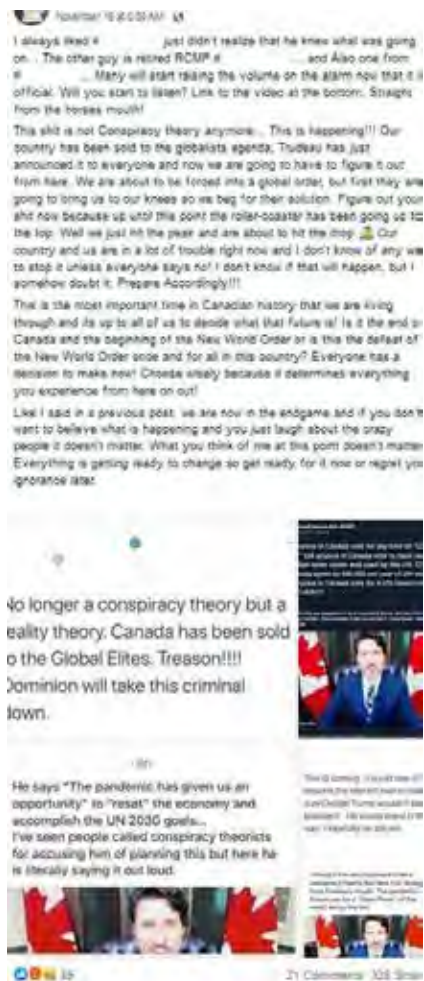 November 16 at 6:59 AM
I always liked #          just didn't realize that he knew what was going
on... The other guy is retired RCMP #          and Also one from
#          Many will start raising the volume on the alarm now that it is
official. Will you start to listen? Link to the video at the bottom. Straight
from the horses mouth!
This shit is not Conspiracy theory anymore... This is happening!!! Our
country has been sold to the globalists agenda, Trudeau has just
announced it to everyone and now we are going to have to figure it out
from here. We are about to be forced into a global order, but first they are
going to bring us to our knees so we beg for their solution. Figure out your
shit now because up until this point the roller-coaster has been going up to
the top. Well we just hit the peak and are about to hit the drop. Our
country and us are in a lot of trouble right now and I don't know of any way
to stop it unless everyone says no! I don't know if that will happen, but I
somehow doubt it. Prepare Accordingly!!!
This is the most important time in Canadian history that we are living
through and its up to all of us to decide what that future is! Is it the end o
Canada and the beginning of the New World Order or is this the defeat of
the New World Order once and for all in this country? Everyone has a
decision to make now! Choose wisely because it determines everything
you experience from here on out!
Like I said in a previous post, we are now in the endgame and if you don't
want to believe what is happening and you just laugh about the crazy
people it doesn't matter. What you think of me at this point doesn't matter
Everything is getting ready to change so get ready for it now or regret you
ignorance later.
No longer a conspiracy theory but a
eality theory. Canada has been sold
o the Global Elites. Treason!!!!
Dominion will take this criminal
down.
He says "The pandemic has given us an
opportunity" to "reset" the economy and
accomplish the UN 2030 goals...
I've seen people called conspiracy theorists
for accusing him of planning this but here he
is literally saying it out loud.
21 Comments 328 Shares